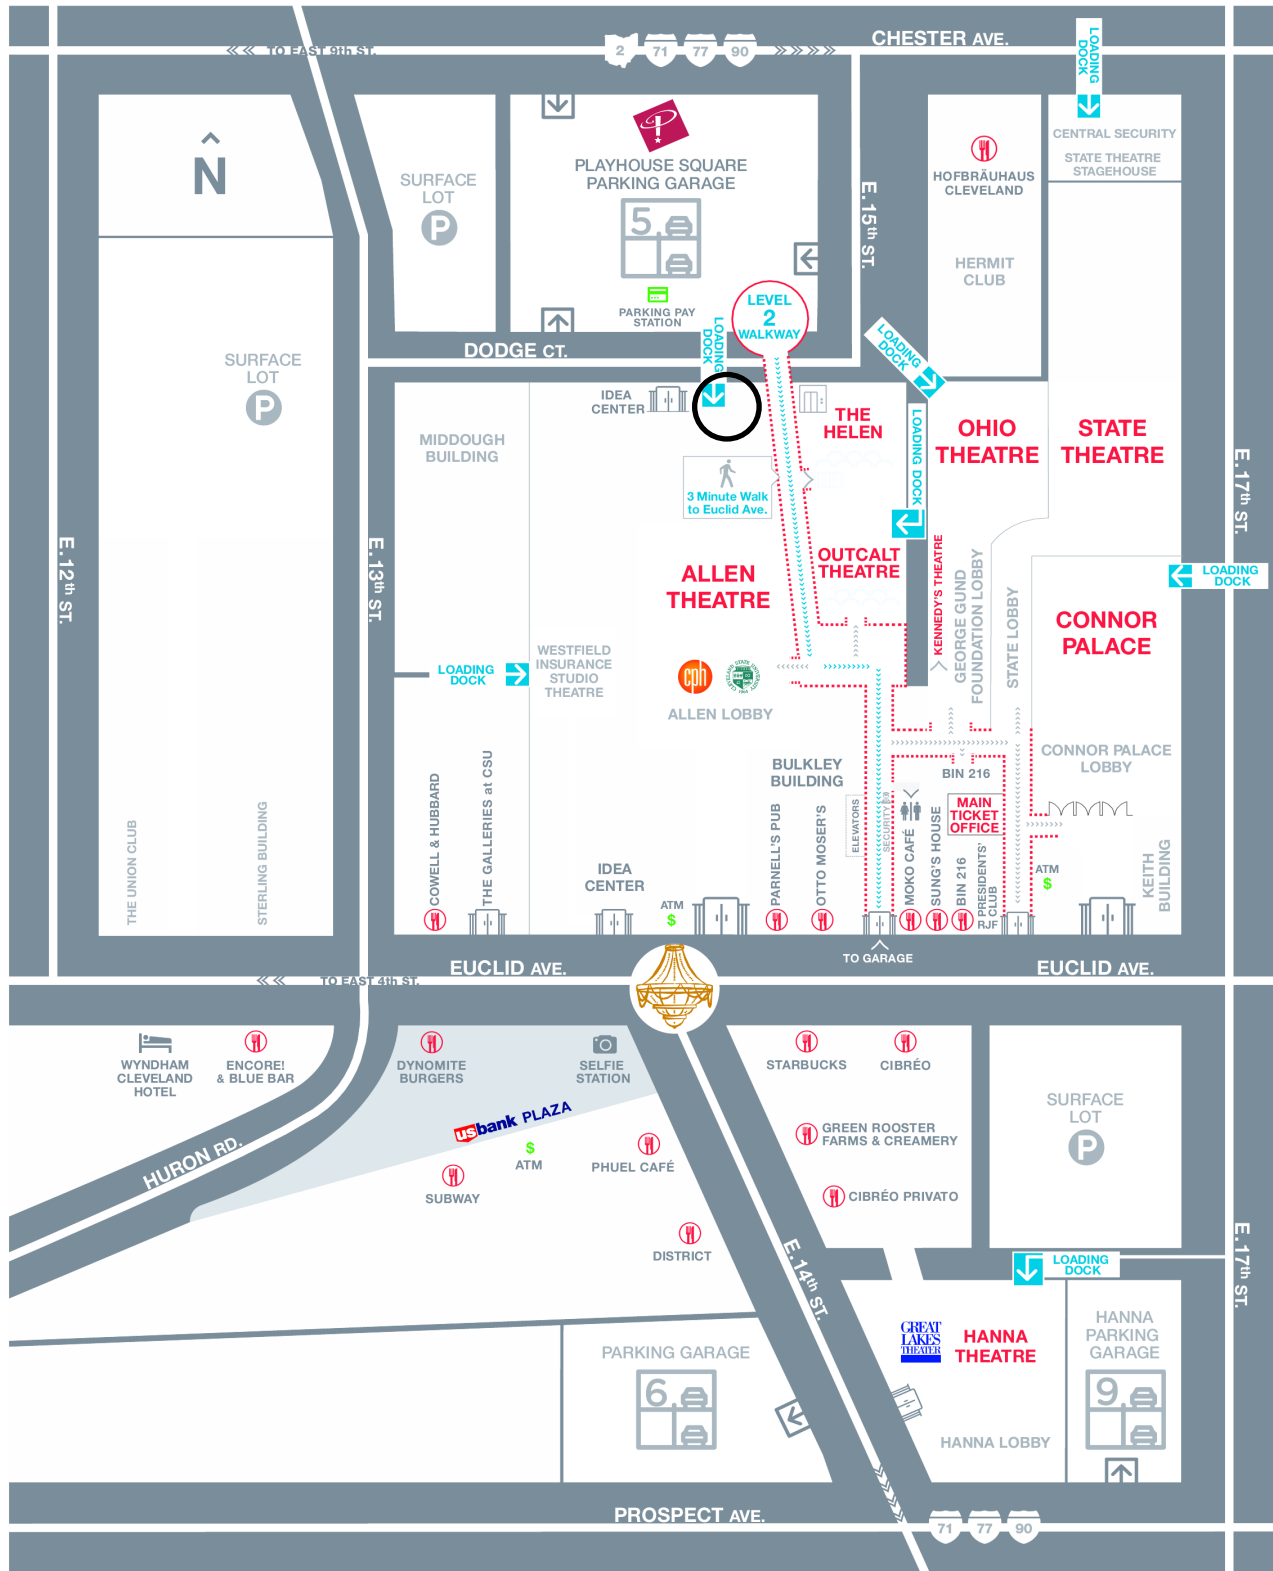 TO EAST 9th ST.
2
71
77
90
CHESTER AVE.
LOADING
DOCK
N
SURFACE
LOT
P
PLAYHOUSE SQUARE
PARKING GARAGE
5
PARKING PAY
STATION
E. 15th ST.
HOFBRÄUHAUS
CLEVELAND
HERMIT
CLUB
CENTRAL SECURITY
STATE THEATRE
STAGEHOUSE
LEVEL
2
WALKWAY
LOADING
DOCK
DODGE CT.
LOADING
DOCK
SURFACE
LOT
P
IDEA
CENTER
THE
HELEN
LOADING DOCK
OHIO
THEATRE
STATE
THEATRE
MIDDOUGH
BUILDING
3 Minute Walk
to Euclid Ave.
E. 17th ST.
E. 12th ST.
E. 13th ST.
ALLEN
THEATRE
OUTCALT
THEATRE
KENNEDY'S THEATRE
GEORGE GUND
FOUNDATION LOBBY
STATE LOBBY
LOADING
DOCK
CONNOR
PALACE
LOADING
DOCK
WESTFIELD
INSURANCE
STUDIO
THEATRE
cph
CLEVELAND STATE UNIVERSITY
1964
ALLEN LOBBY
BULKLEY
BUILDING
CONNOR PALACE
LOBBY
BIN 216
MAIN
TICKET
OFFICE
THE UNION CLUB
STERLING BUILDING
COWELL & HUBBARD
THE GALLERIES at CSU
IDEA
CENTER
ATM
$
PARNELL'S PUB
OTTO MOSER'S
ELEVATORS
SECURITY
MOKO CAFÉ
SUNG'S HOUSE
BIN 216
PRESIDENTS'
CLUB
RJF
ATM
$
KEITH
BUILDING
TO GARAGE
EUCLID AVE.
EUCLID AVE.
TO EAST 4th ST.
WYNDHAM
CLEVELAND
HOTEL
ENCORE!
& BLUE BAR
DYNOMITE
BURGERS
SELFIE
STATION
STARBUCKS
CIBRÉO
SURFACE
LOT
P
usbank PLAZA
$
ATM
PHUEL CAFÉ
GREEN ROOSTER
FARMS & CREAMERY
HURON RD.
SUBWAY
CIBRÉO PRIVATO
DISTRICT
E. 14th ST.
LOADING
DOCK
E. 17th ST.
GREAT
LAKES
THEATER
HANNA
THEATRE
HANNA
PARKING
GARAGE
9
PARKING GARAGE
6
HANNA LOBBY
PROSPECT AVE.
71
77
90